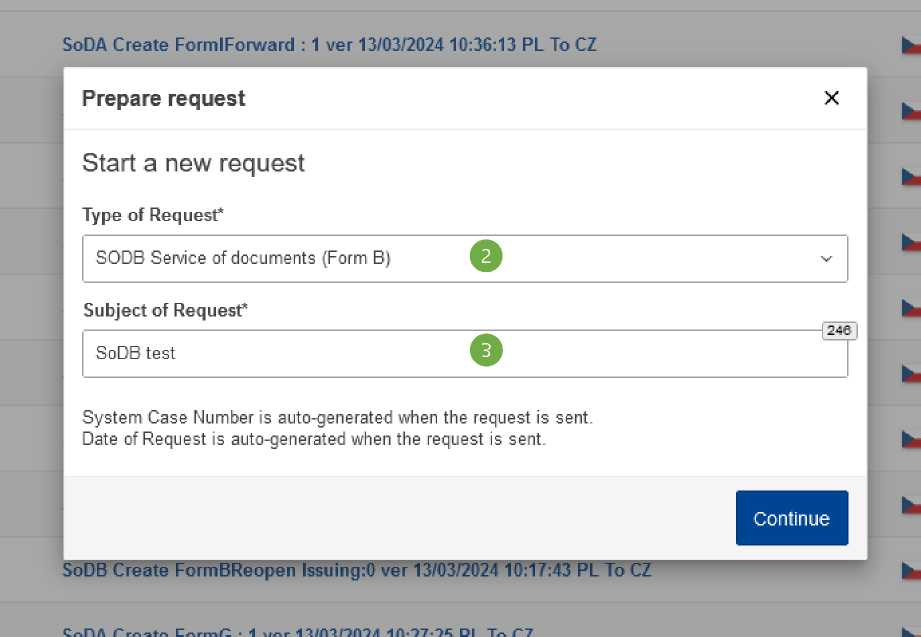 SoDA Create FormIForward : 1 ver 13/03/2024 10:36:13 PL To CZ
Prepare request
Start a new request
Type of Request*
SODB Service of documents (Form B)
2
Subject of Request*
246
SoDB test
3
System Case Number is auto-generated when the request is sent.
Date of Request is auto-generated when the request is sent.
Continue
SoDB Create FormBReopen Issuing:0 ver 13/03/2024 10:17:43 PL To CZ
SoDA Create FormG : 1 ver 13/03/2024 10:27:25 PL To CZ